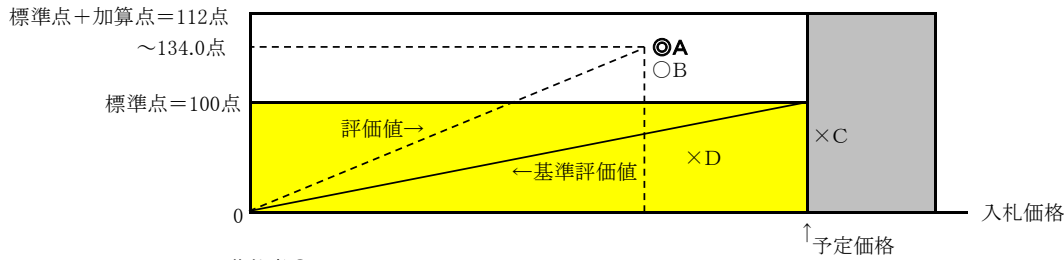 標準点＋加算点＝112点
～134.0点
◎A
○B
標準点＝100点
評価値→
×C
×D
←基準評価値
0
入札価格
↑予定価格